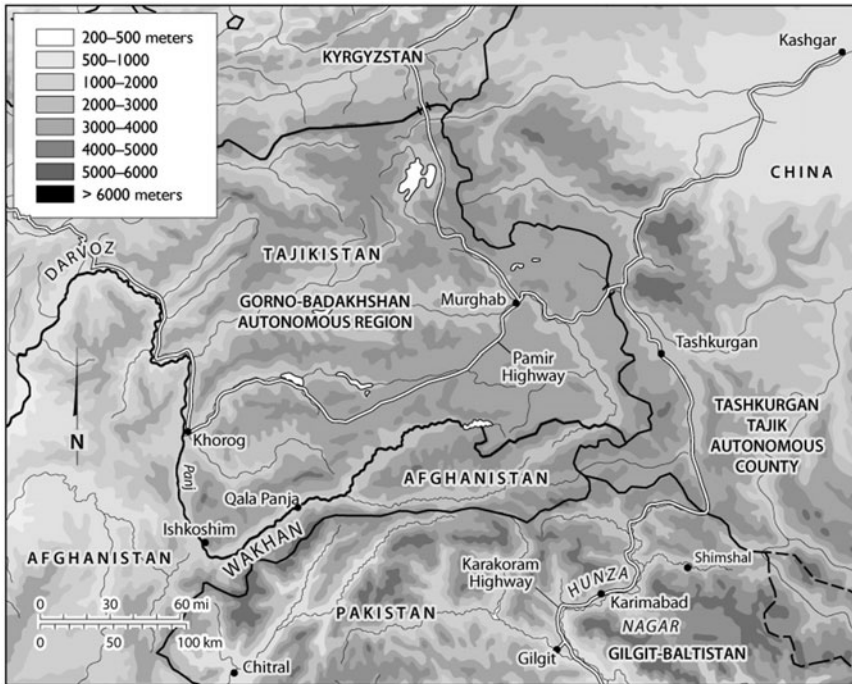 200–500 meters
500–1000
1000–2000
2000–3000
3000–4000
4000–5000
5000–6000
> 6000 meters
KYRGYZSTAN
Kashgar
CHINA
DARVOZ
TAJIKISTAN
GORNO-BADAKHSHAN
AUTONOMOUS REGION
Murghab
Pamir
Highway
Tashkurgan
TASHKURGAN
TAJIK
AUTONOMOUS
COUNTY
N
Khorog
Panj
Qala Panja
AFGHANISTAN
Ishkoshim
WAKHAN
AFGHANISTAN
Karakoram
Highway
HUNZA
Shimshal
Karimabad
NAGAR
PAKISTAN
GILGIT-BALTISTAN
Gilgit
Chitral
0 30 60 mi
0 50 100 km